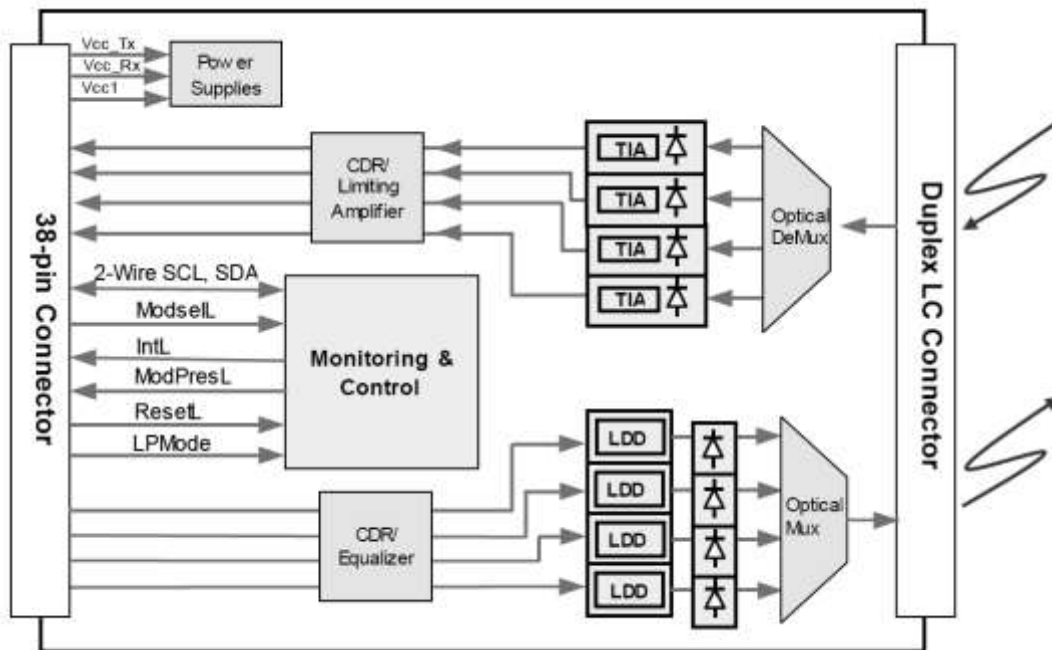 Vcc_Tx
Vcc_Rx
Vcc1
Power
Supplies
38-pin Connector
CDR/
Limiting
Amplifier
TIA
TIA
TIA
TIA
Optical
DeMux
Duplex LC Connector
2-Wire SCL, SDA
ModselL
IntL
ModPresL
ResetL
LPMode
Monitoring &
Control
CDR/
Equalizer
LDD
LDD
LDD
LDD
Optical
Mux